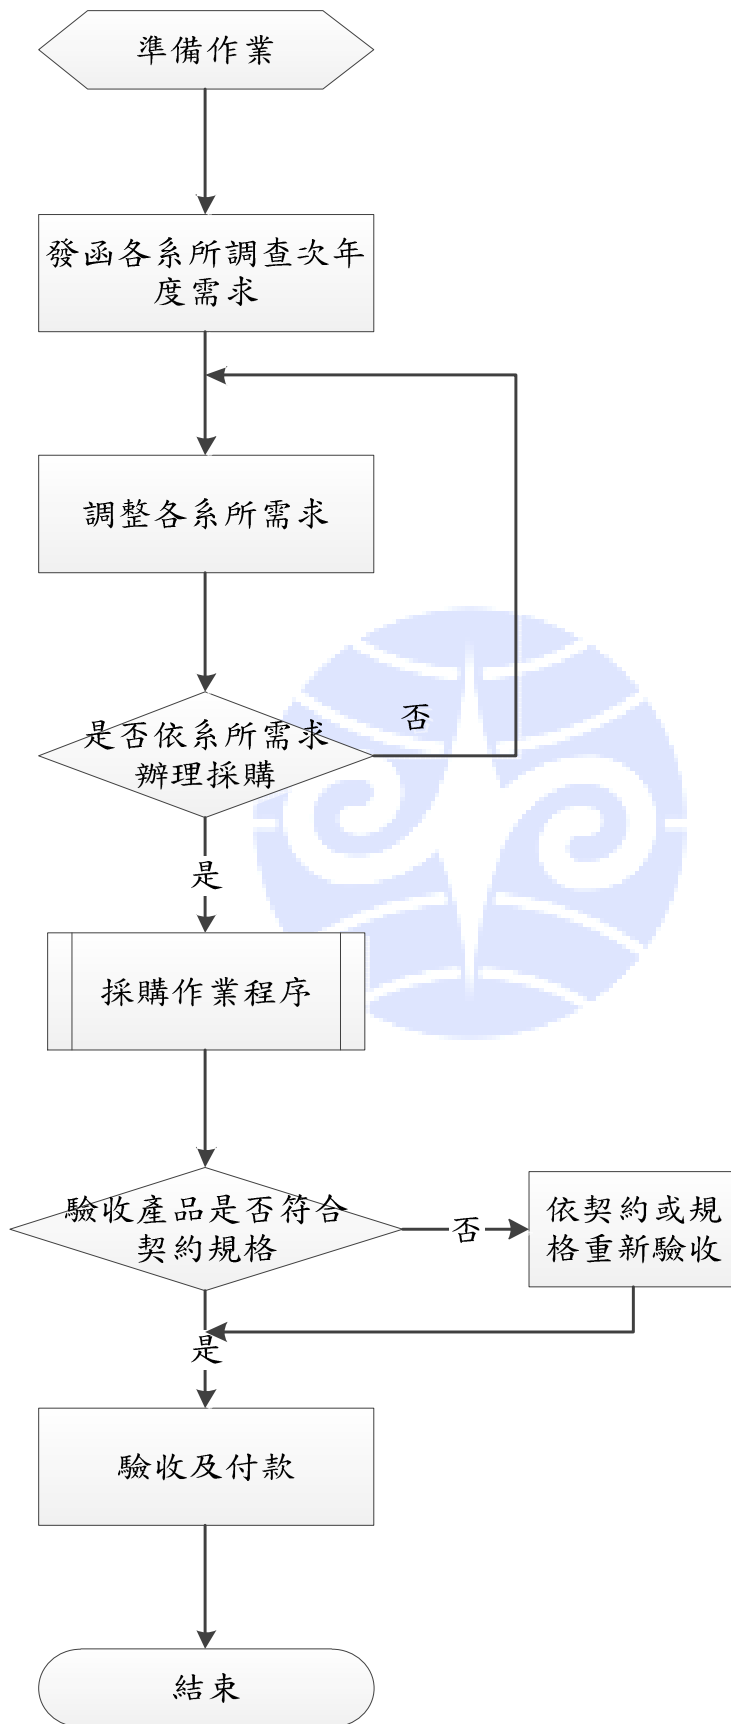 準備作業
發函各系所調查次年
度需求
調整各系所需求
是否依系所需求
辦理採購
否
是
採購作業程序
驗收產品是否符合
契約規格
否
依契約或規
格重新驗收
是
驗收及付款
結束